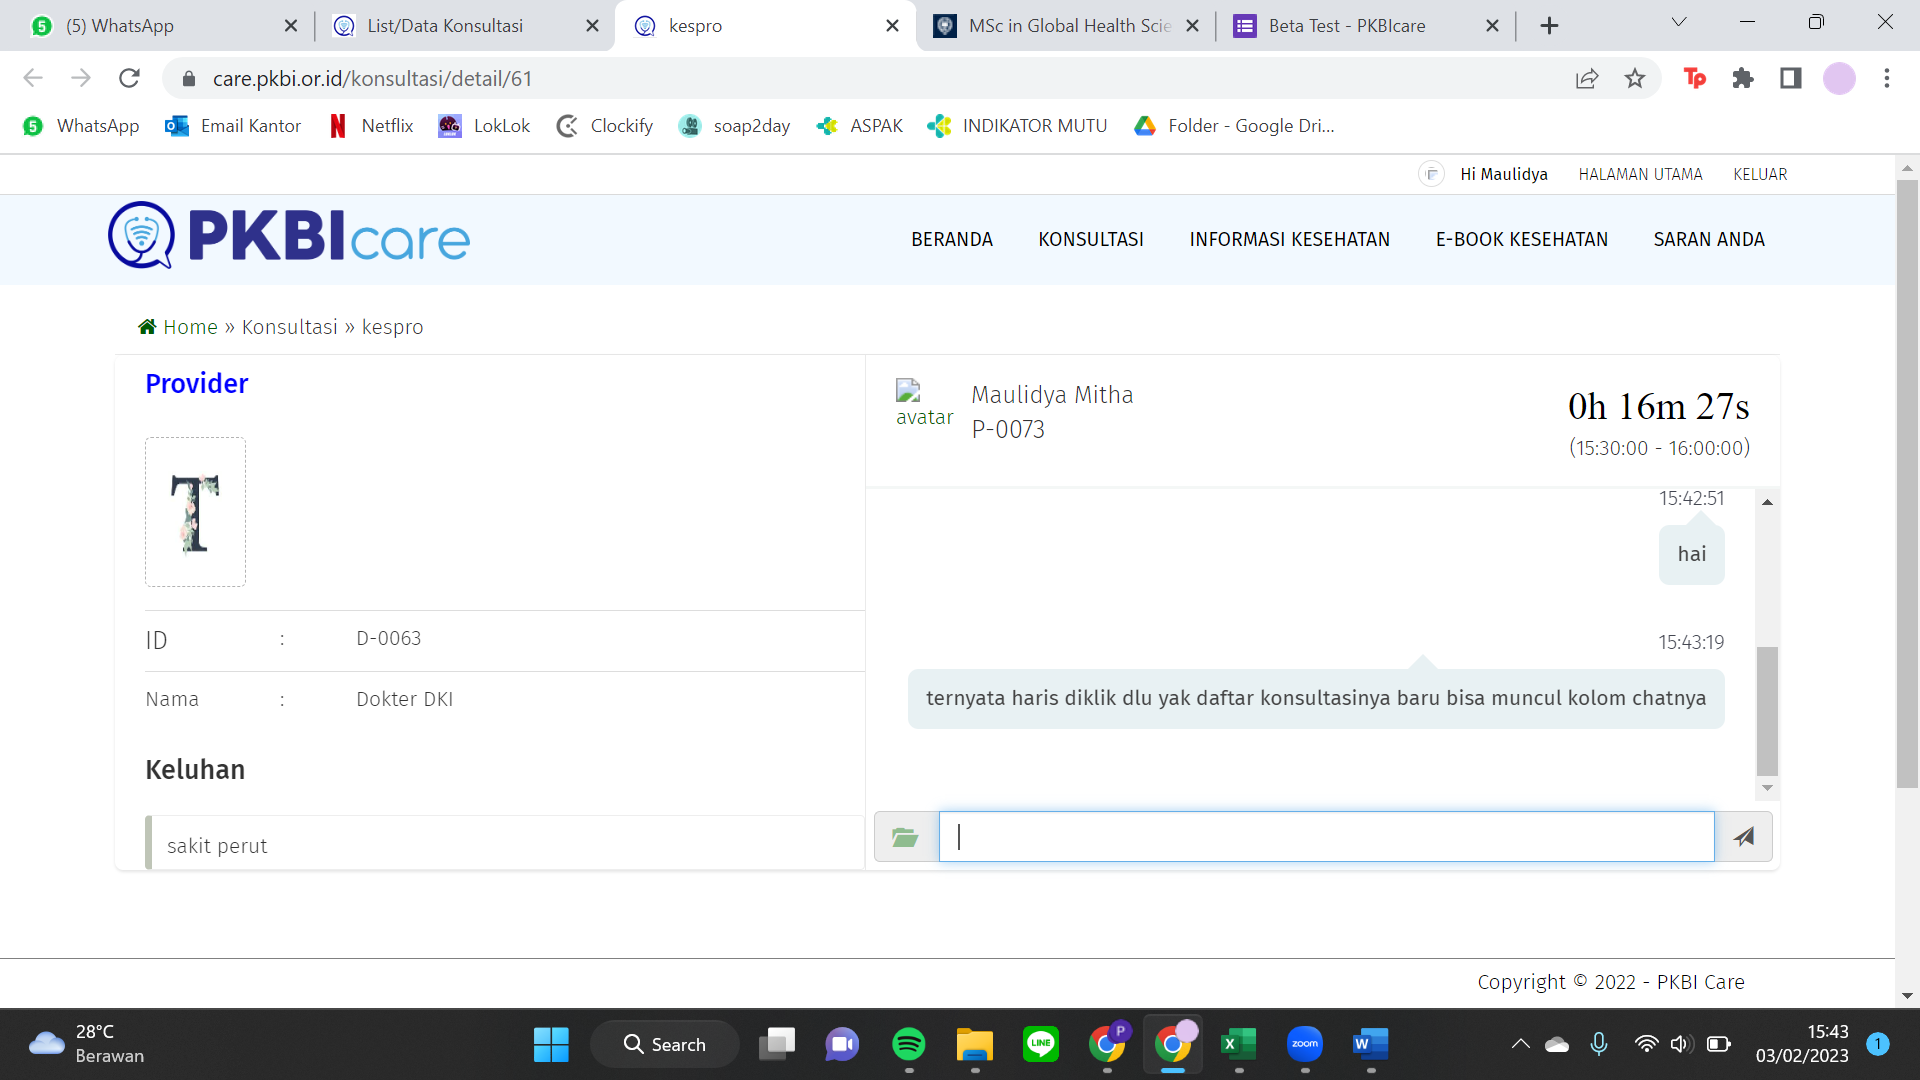 (5) WhatsApp
List/Data Konsultasi
kespro
MSc in Global Health Scie
Beta Test - PKBIcare
care.pkbi.or.id/konsultasi/detail/61
Tp
5 WhatsApp
Email Kantor
Netflix
LokLok
Clockify
soap2day
ASPAK
INDIKATOR MUTU
Folder - Google Dri...
Hi Maulidya
HALAMAN UTAMA
KELUAR
PKBIcare
BERANDA
KONSULTASI
INFORMASI KESEHATAN
E-BOOK KESEHATAN
SARAN ANDA
Home » Konsultasi » kespro
Provider
T
ID : D-0063
Nama : Dokter DKI
Keluhan
sakit perut
avatar
Maulidya Mitha
P-0073
0h 16m 27s
(15:30:00 - 16:00:00)
15:42:51
hai
15:43:19
ternyata haris diklik dlu yak daftar konsultasinya baru bisa muncul kolom chatnya
Copyright © 2022 - PKBI Care
28°C
Berawan
Search
LINE
P
X
zoom
W
15:43
03/02/2023
1